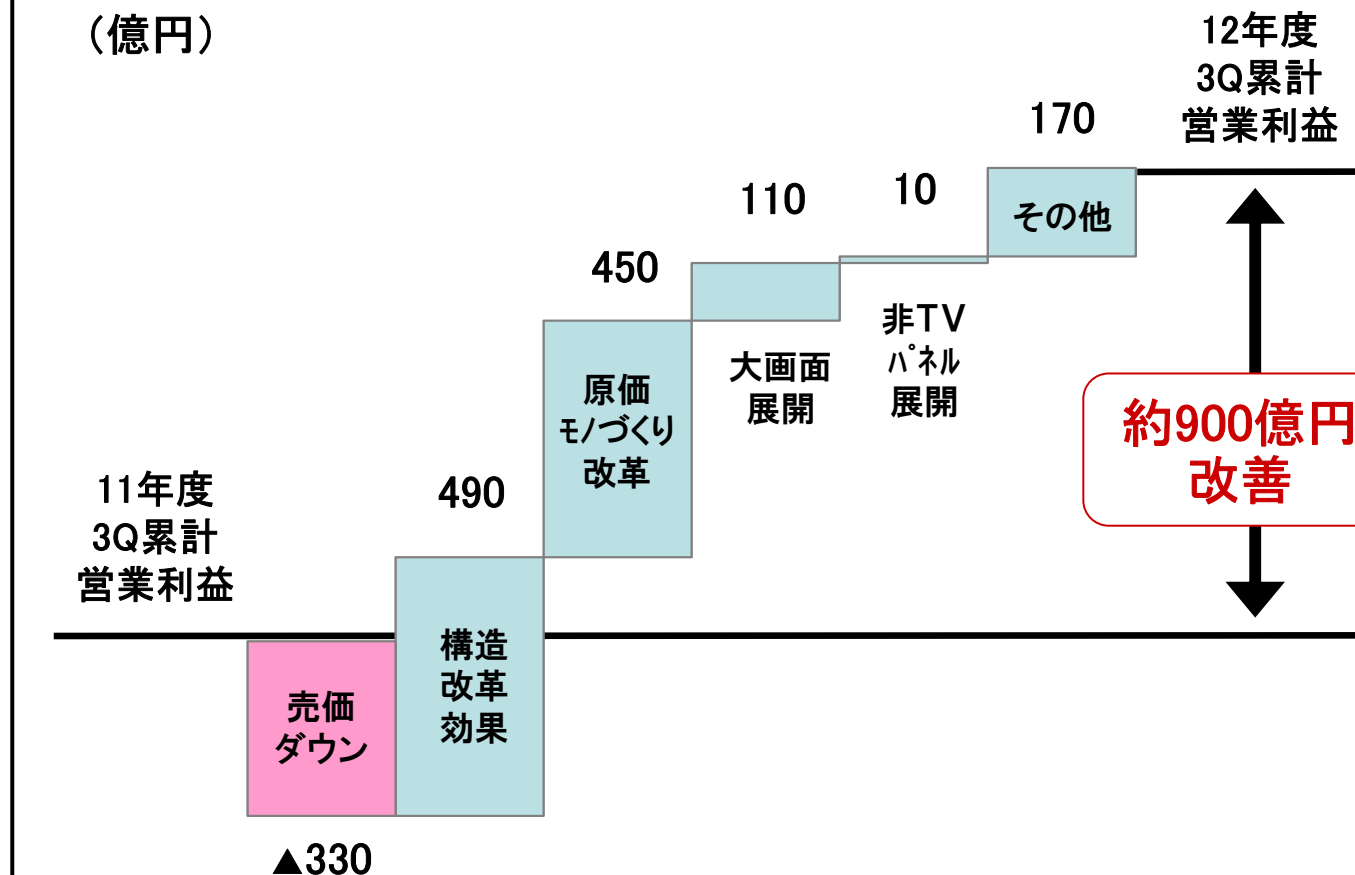 （億円）
11年度
3Q累計
営業利益
▲330
売価
ダウン
490
構造
改革
効果
450
原価
ﾓﾉづくり
改革
110
大画面
展開
10
非TV
ﾊﾟﾈﾙ
展開
170
その他
12年度
3Q累計
営業利益
約900億円
改善